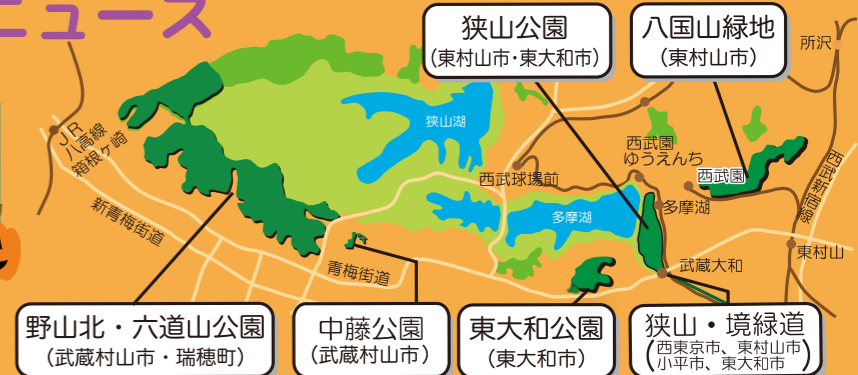 ニュース
狭山公園
(東村山市・東大和市)
八国山緑地
(東村山市)
所沢
JR
八高線
箱根ヶ崎
狭山湖
西武球場前
西武園
ゆうえんち
西武園
西武新宿線
新青梅街道
多摩湖
多摩湖
青梅街道
武蔵大和
東村山
野山北・六道山公園
(武蔵村山市・瑞穂町)
中藤公園
(武蔵村山市)
東大和公園
(東大和市)
狭山・境緑道
(西東京市、東村山市
小平市、東大和市)